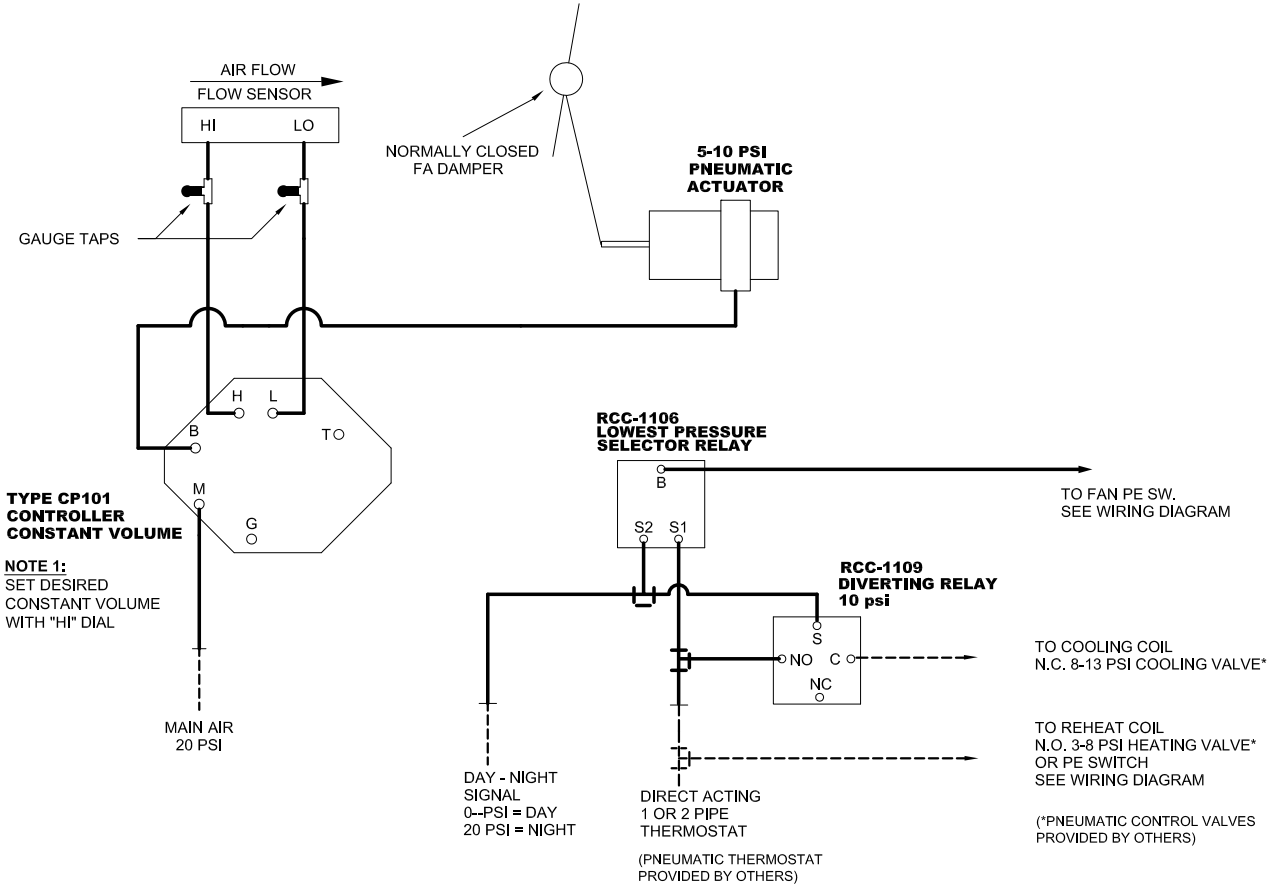 AIR FLOW
FLOW SENSOR
HI
LO
NORMALLY CLOSED
FA DAMPER
5-10 PSI
PNEUMATIC
ACTUATOR
GAUGE TAPS
H
L
B
T
M
G
TYPE CP101
CONTROLLER
CONSTANT VOLUME
NOTE 1:
SET DESIRED
CONSTANT VOLUME
WITH "HI" DIAL
MAIN AIR
20 PSI
RCC-1106
LOWEST PRESSURE
SELECTOR RELAY
B
S2
S1
TO FAN PE SW.
SEE WIRING DIAGRAM
RCC-1109
DIVERTING RELAY
10 psi
S
NO
C
NC
TO COOLING COIL
N.C. 8-13 PSI COOLING VALVE*
TO REHEAT COIL
N.O. 3-8 PSI HEATING VALVE*
OR PE SWITCH
SEE WIRING DIAGRAM
(*PNEUMATIC CONTROL VALVES
PROVIDED BY OTHERS)
DAY - NIGHT
SIGNAL
0--PSI = DAY
20 PSI = NIGHT
DIRECT ACTING
1 OR 2 PIPE
THERMOSTAT
(PNEUMATIC THERMOSTAT
PROVIDED BY OTHERS)